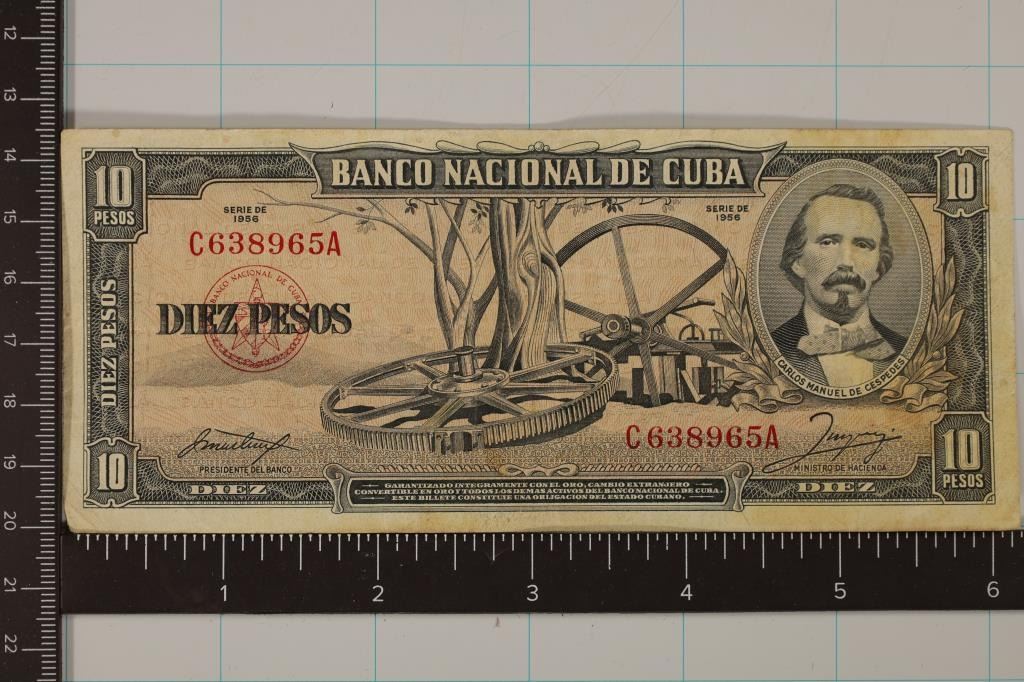 BANCO NACIONAL DE CUBA
10
PESOS
10
SERIE DE
1956
SERIE DE
1956
C638965A
BANCO NACIONAL DE CUBA
DIEZ PESOS
DIEZ PESOS
CARLOS MANUEL DE CESPEDES
C638965A
PRESIDENTE DEL BANCO
MINISTRO DE HACIENDA
10
10
PESOS
DIEZ
DIEZ
GARANTIZADO INTEGRAMENTE CON EL ORO, CAMBIO EXTRANJERO
CONVERTIBLE EN ORO Y TODOS LOS DEMAS ACTIVOS DEL BANCO NACIONAL DE CUBA.
ESTE BILLETE CONSTITUYE UNA OBLIGACION DEL ESTADO CUBANO.
12
13
14
15
16
17
18
19
20
21
22
1 2 3 4 5 6